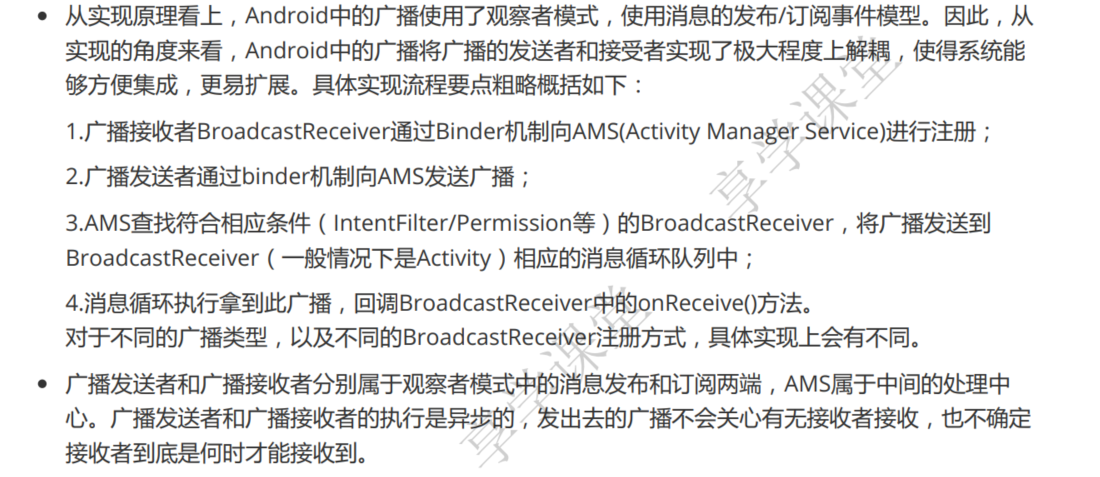 从实现原理看上，Android中的广播使用了观察者模式，使用消息的发布/订阅事件模型。因此，从
实现的角度来看，Android中的广播将广播的发送者和接受者实现了极大程度上解耦，使得系统能
够方便集成，更易扩展。具体实现流程要点粗略概括如下：
1.广播接收者BroadcastReceiver通过Binder机制向AMS(Activity Manager Service)进行注册；
2.广播发送者通过binder机制向AMS发送广播；
3.AMS查找符合相应条件（IntentFilter/Permission等）的BroadcastReceiver，将广播发送到
BroadcastReceiver（一般情况下是Activity）相应的消息循环队列中；
4.消息循环执行拿到此广播，回调BroadcastReceiver中的onReceive()方法。
对于不同的广播类型，以及不同的BroadcastReceiver注册方式，具体实现上会有不同。
广播发送者和广播接收者分别属于观察者模式中的消息发布和订阅两端，AMS属于中间的处理中
心。广播发送者和广播接收者的执行是异步的，发出去的广播不会关心有无接收者接收，也不确定
接收者到底是何时才能接收到。
享学课堂
享学课堂